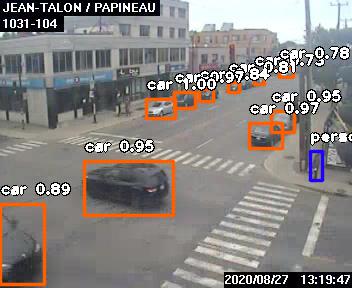 JEAN-TALON / PAPINEAU
1031-104
car 0.78
car 1.00
car 0.95
car 0.97
perso
car 0.95
car 0.89
2020/08/27 13:19:47